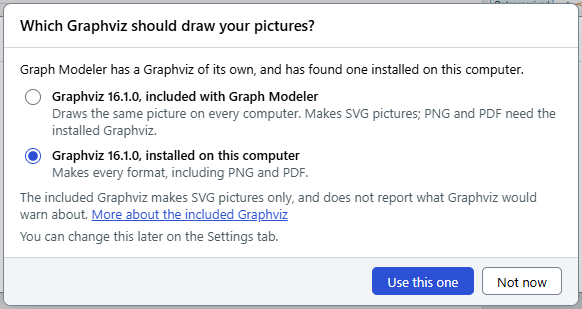 Which Graphviz should draw your pictures?
Graph Modeler has a Graphviz of its own, and has found one installed on this computer.
Graphviz 16.1.0, included with Graph Modeler
Draws the same picture on every computer. Makes SVG pictures; PNG and PDF need the
installed Graphviz.
Graphviz 16.1.0, installed on this computer
Makes every format, including PNG and PDF.
The included Graphviz makes SVG pictures only, and does not report what Graphviz would
warn about. More about the included Graphviz
You can change this later on the Settings tab.
Use this one
Not now